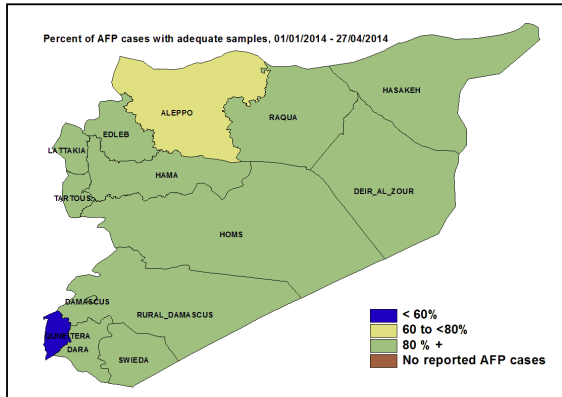 Percent of AFP cases with adequate samples, 01/01/2014 - 27/04/2014
HASAKEH
ALEPPO
RAQUA
EDLEB
LATTAKIA
HAMA
DEIR_AL_ZOUR
TARTOUS
HOMS
DAMASCUS
RURAL_DAMASCUS
QUNEITERA
DARA
SWIEDA
< 60%
60 to <80%
80 % +
No reported AFP cases